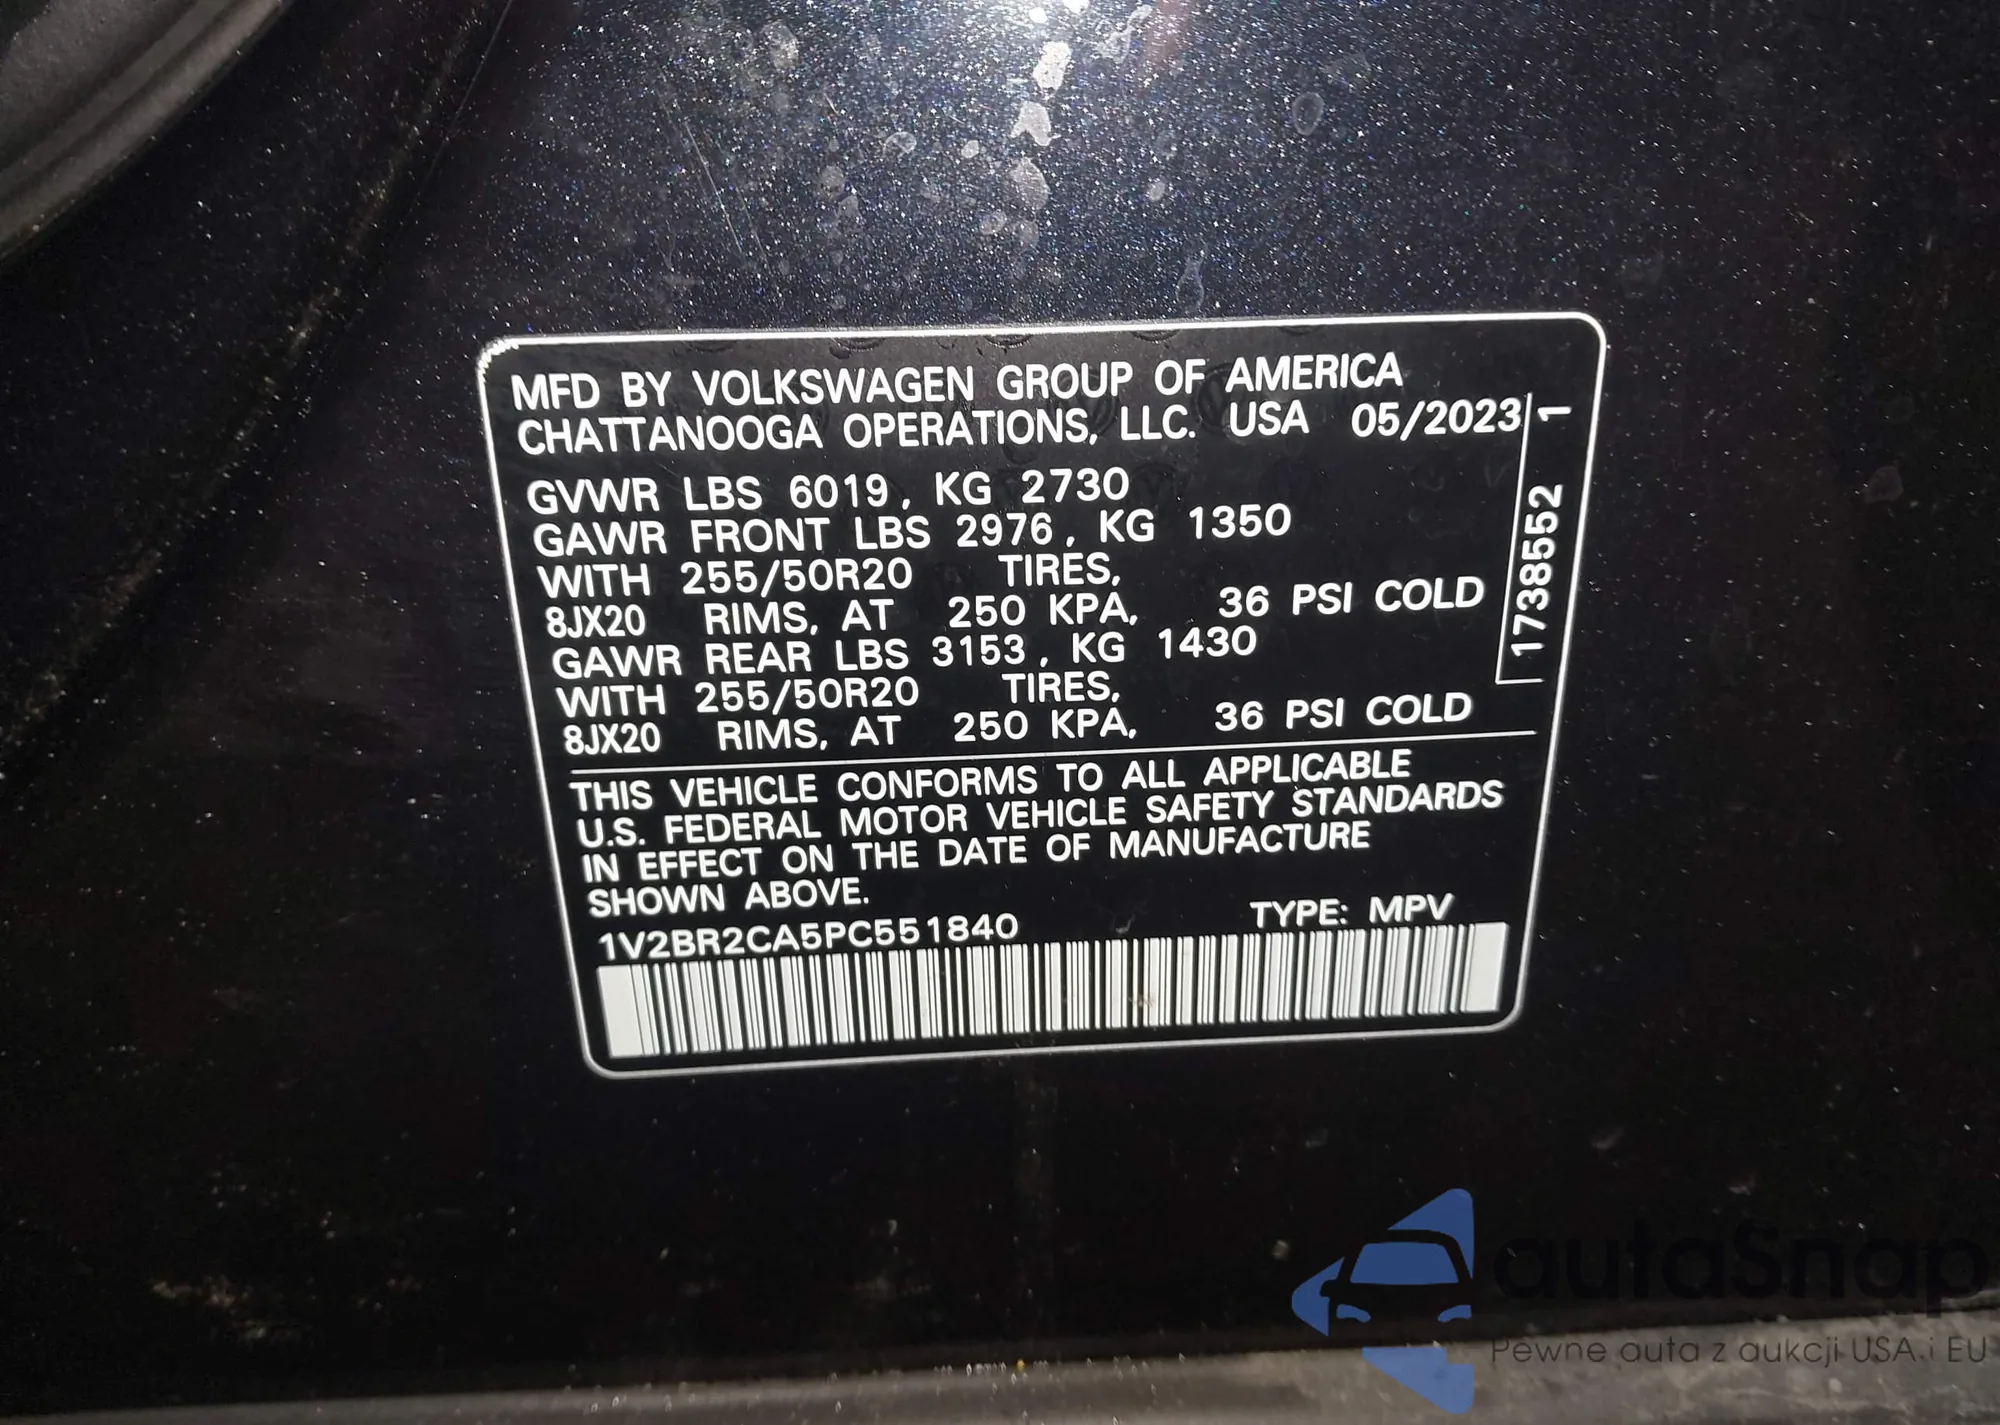 MFD BY VOLKSWAGEN GROUP OF AMERICA
CHATTANOOGA OPERATIONS, LLC. USA 05/2023
GVWR LBS 6019, KG 2730
GAWR FRONT LBS 2976, KG 1350
WITH 255/50R20 TIRES,
8JX20 RIMS, AT 250 KPA, 36 PSI COLD
GAWR REAR LBS 3153, KG 1430
WITH 255/50R20 TIRES,
8JX20 RIMS, AT 250 KPA, 36 PSI COLD
1738552 1
THIS VEHICLE CONFORMS TO ALL APPLICABLE
U.S. FEDERAL MOTOR VEHICLE SAFETY STANDARDS
IN EFFECT ON THE DATE OF MANUFACTURE
SHOWN ABOVE.
1V2BR2CA5PC551840 TYPE: MPV
autaSnap
Pewne auta z aukcji USA i EU